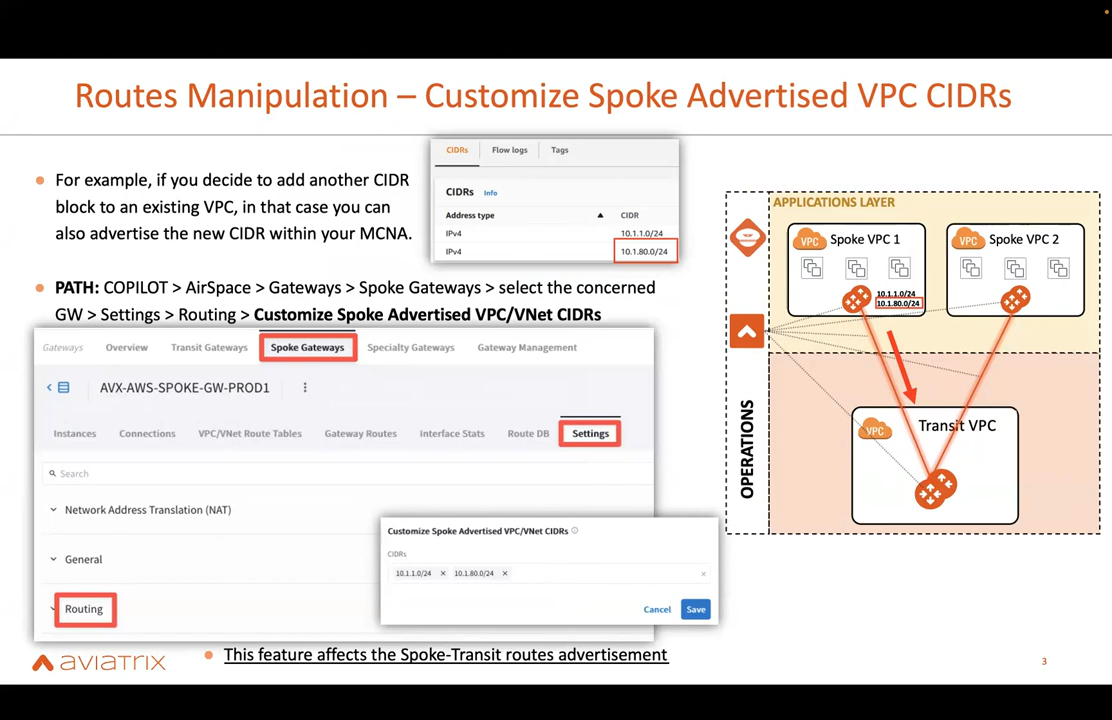 Routes Manipulation – Customize Spoke Advertised VPC CIDRs
For example, if you decide to add another CIDR
block to an existing VPC, in that case you can
also advertise the new CIDR within your MCNA.
CIDRs Flow logs Tags
CIDRs Info
Address type CIDR
IPv4 10.1.1.0/24
IPv4 10.1.80.0/24
PATH: COPILOT > AirSpace > Gateways > Spoke Gateways > select the concerned
GW > Settings > Routing > Customize Spoke Advertised VPC/VNet CIDRs
Gateways Overview Transit Gateways Spoke Gateways Specialty Gateways Gateway Management
AVX-AWS-SPOKE-GW-PROD1
Instances Connections VPC/VNet Route Tables Gateway Routes Interface Stats Route DB Settings
Search
Network Address Translation (NAT)
General
Routing
Customize Spoke Advertised VPC/VNet CIDRs
CIDRs
10.1.1.0/24 × 10.1.80.0/24 ×
Cancel Save
APPLICATIONS LAYER
VPC Spoke VPC 1
10.1.1.0/24
10.1.80.0/24
VPC Spoke VPC 2
OPERATIONS
VPC Transit VPC
This feature affects the Spoke-Transit routes advertisement
AVIATRIX
3